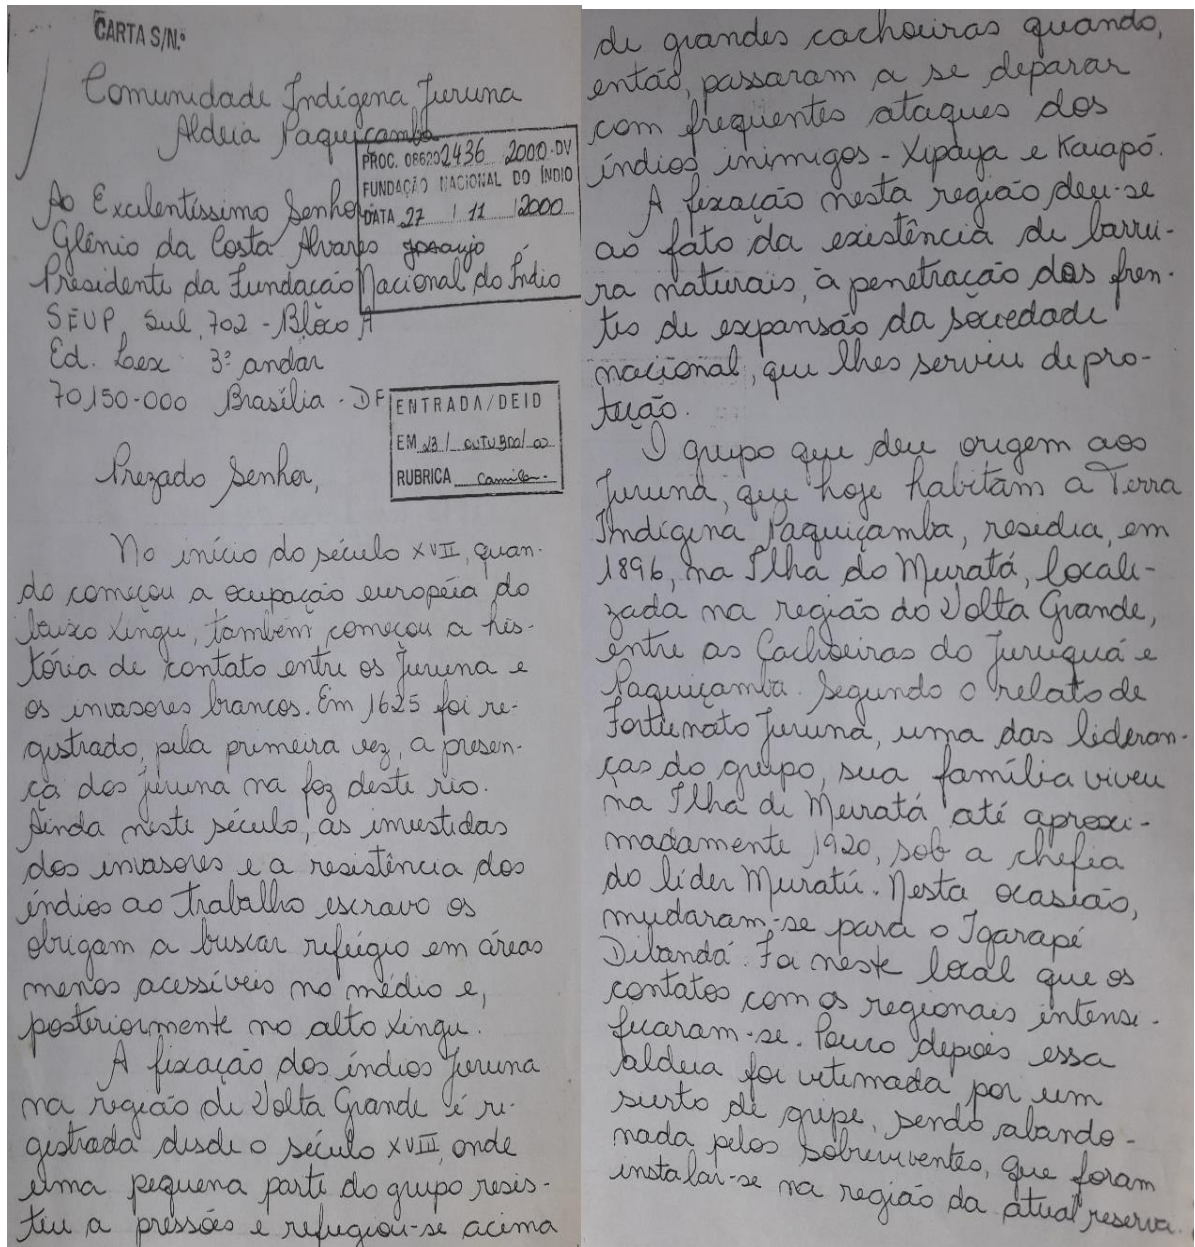 CARTA S/N.º
Comunidade Indígena Juruna
Aldeia Paquiçamba
PROC. 08620 2436 2000-DV
FUNDAÇÃO NACIONAL DO ÍNDIO
DATA 27 / 11 / 2000
Ao Excelentíssimo Senhor
Glênio da Costa Alvares
Presidente da Fundação Nacional do Índio
SEUP, Sul, 702 - Bloco A
Ed. Lex 3º andar
70.150-000 Brasília - DF
ENTRADA/DEID
EM 23 / OUTUBRO / 00
RUBRICA Camila
Prezado Senhor,
No início do século XVII, quan-
do começou a ocupação européia do
baixo Xingu, também começou a his-
tória de contato entre os Juruna e
os invasores brancos. Em 1625 foi re-
gistrado, pela primeira vez, a presen-
ça dos juruna na foz deste rio.
Ainda neste século, as investidas
dos invasores e a resistência dos
índios ao trabalho escravo os
obrigam a buscar refúgio em áreas
menos acessíveis no médio e,
posteriormente no alto Xingu.
A fixação dos índios Juruna
na região de Volta Grande é re-
gistrada desde o século XVIII, onde
uma pequena parte do grupo resis-
tiu a pressões e refugiou-se acima
de grandes cachoeiras quando,
então, passaram a se deparar
com freqüentes ataques dos
índios inimigos - Xipaya e Kaiapó.
A fixação nesta região deu-se
ao fato da existência de barrei-
ra naturais, à penetração das fren-
tes de expansão da sociedade
nacional, que lhes serviu de pro-
teção.
O grupo que deu origem aos
Juruna, que hoje habitam a Terra
Indígena Paquiçamba, residia, em
1896, na Ilha do Muratá, locali-
zada na região do Volta Grande,
entre as Cachoeiras do Juruquá e
Paquiçamba. Segundo o relato de
Fortunato Juruna, uma das lideran-
ças do grupo, sua família viveu
na Ilha de Muratá até aproxi-
madamente 1920, sob a chefia
do líder Muratú. Nesta ocasião,
mudaram-se para o Igarapé
Dilandá. Foi neste local que os
contatos com os regionais intensi-
ficaram-se. Pouco depois essa
aldeia foi vitimada por um
surto de gripe, sendo abando-
nada pelos sobreviventes, que foram
instalar-se na região da atual reserva.